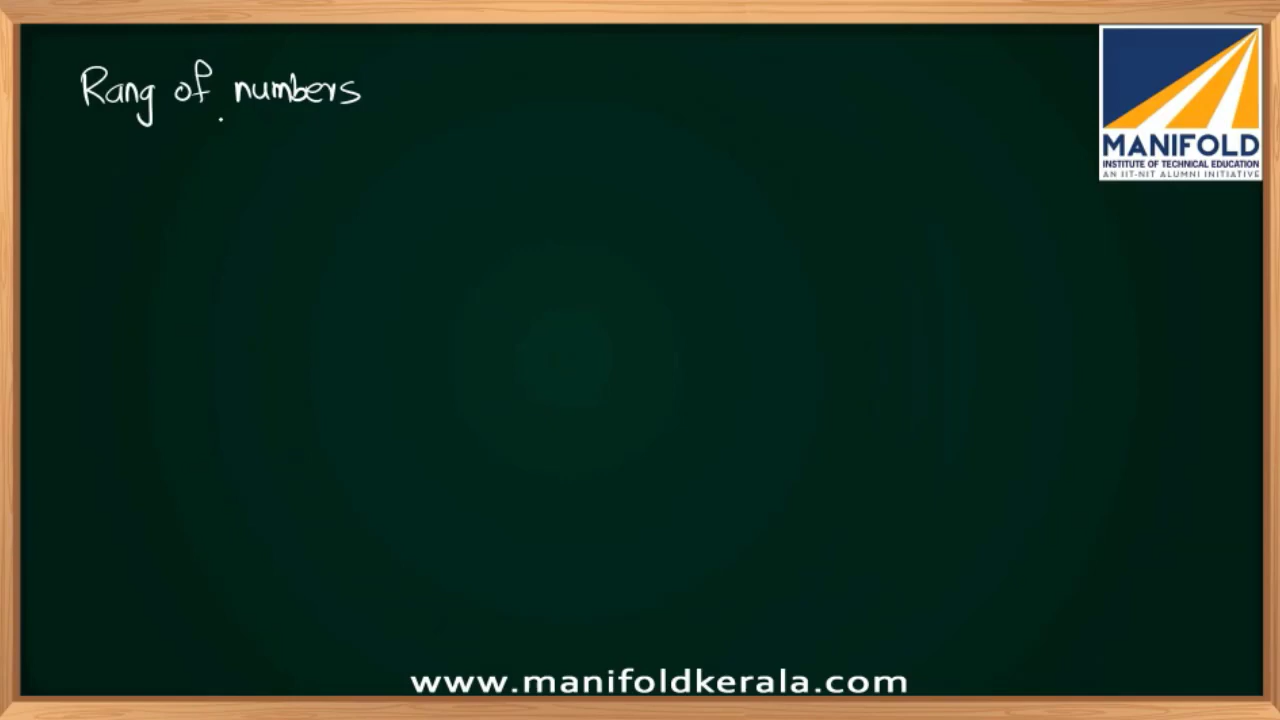 Rang of numbers
MANIFOLD
INSTITUTE OF TECHNICAL EDUCATION
AN IIT-NIT ALUMNI INITIATIVE
www.manifoldkerala.com